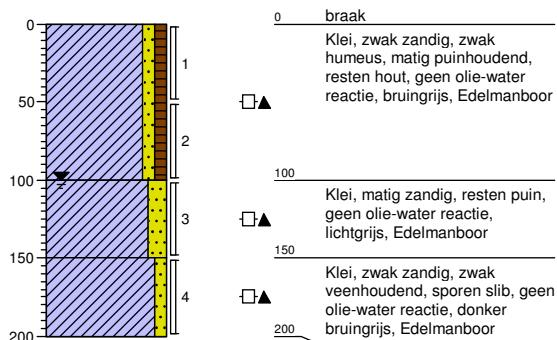 0
50
100
150
200
1
2
3
4
0
braak
Klei, zwak zandig, zwak
humeus, matig puinhoudend,
resten hout, geen olie-water
reactie, bruingrijs, Edelmanboor
100
Klei, matig zandig, resten puin,
geen olie-water reactie,
lichtgrijs, Edelmanboor
150
Klei, zwak zandig, zwak
veenhoudend, sporen slib, geen
olie-water reactie, donker
bruingrijs, Edelmanboor
200